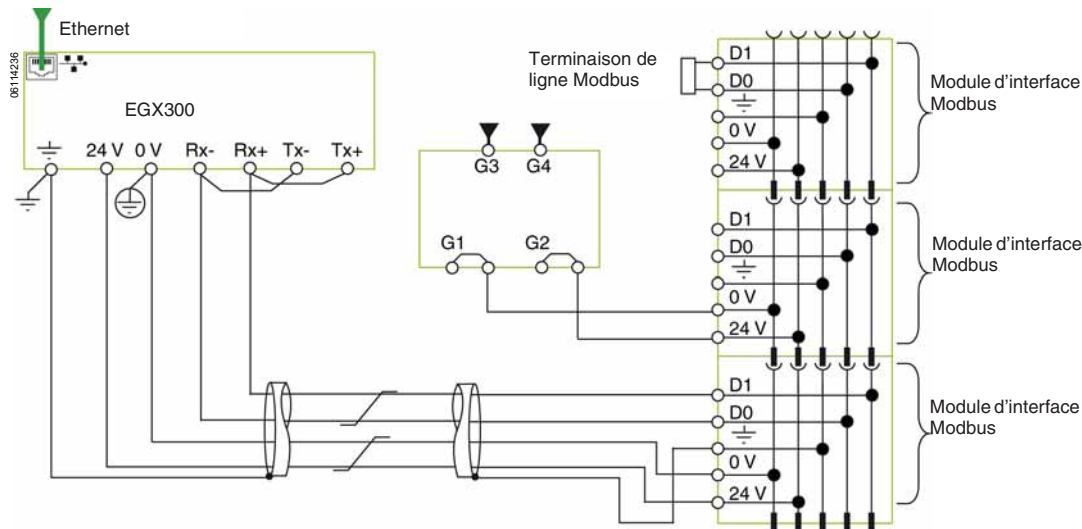 Ethernet
06114236
EGX300
24 V 0 V Rx- Rx+ Tx- Tx+
G3 G4
G1 G2
Terminaison de
ligne Modbus
D1
D0
0 V
24 V
Module d'interface
Modbus
D1
D0
0 V
24 V
Module d'interface
Modbus
D1
D0
0 V
24 V
Module d'interface
Modbus